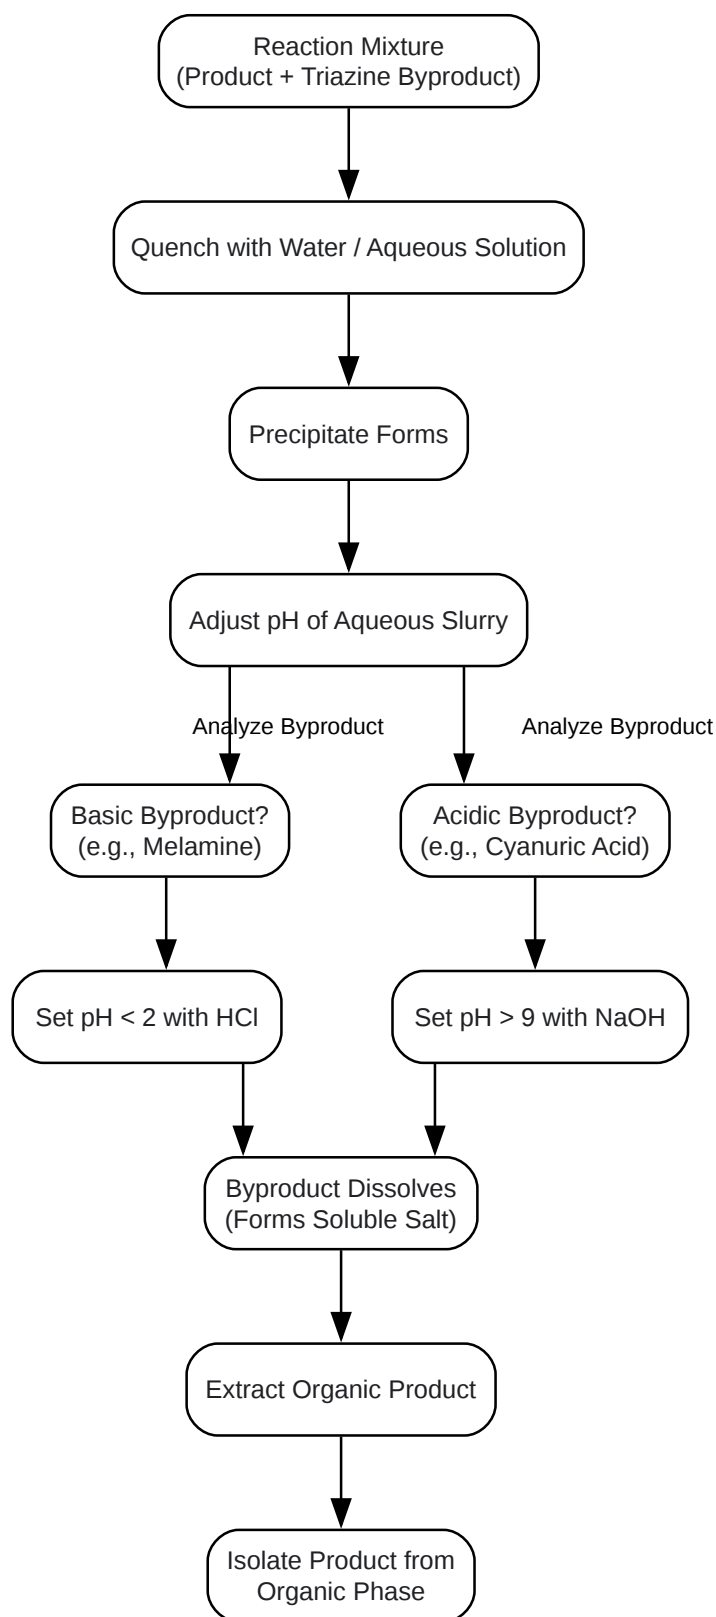 Reaction Mixture
(Product + Triazine Byproduct)
Quench with Water / Aqueous Solution
Precipitate Forms
Adjust pH of Aqueous Slurry
Analyze Byproduct
Analyze Byproduct
Basic Byproduct?
(e.g., Melamine)
Acidic Byproduct?
(e.g., Cyanuric Acid)
Set pH < 2 with HCl
Set pH > 9 with NaOH
Byproduct Dissolves
(Forms Soluble Salt)
Extract Organic Product
Isolate Product from
Organic Phase